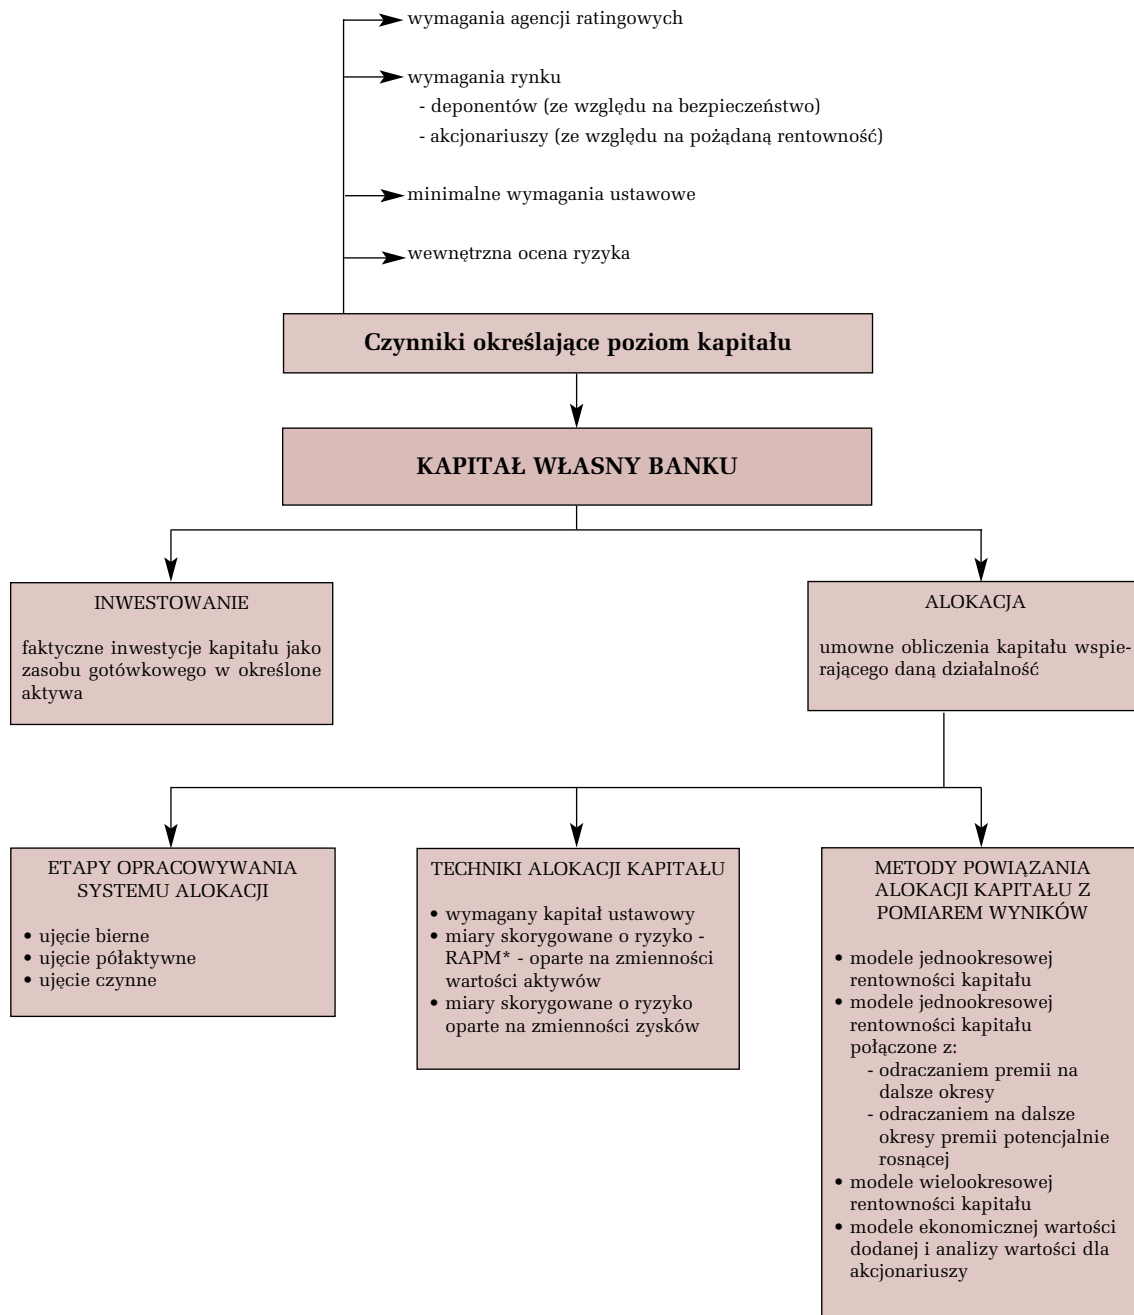 wymagania agencji ratingowych
wymagania rynku
- deponentów (ze względu na bezpieczeństwo)
- akcjonariuszy (ze względu na pożądaną rentowność)
minimalne wymagania ustawowe
wewnętrzna ocena ryzyka
Czynniki określające poziom kapitału
KAPITAŁ WŁASNY BANKU
INWESTOWANIE
faktyczne inwestycje kapitału jako
zasobu gotówkowego w określone
aktywa
ALOKACJA
umowne obliczenia kapitału wspie-
rającego daną działalność
ETAPY OPRACOWYWANIA
SYSTEMU ALOKACJI
• ujęcie bierne
• ujęcie półaktywne
• ujęcie czynne
TECHNIKI ALOKACJI KAPITAŁU
• wymagany kapitał ustawowy
• miary skorygowane o ryzyko -
RAPM* - oparte na zmienności
wartości aktywów
• miary skorygowane o ryzyko
oparte na zmienności zysków
METODY POWIĄZANIA
ALOKACJI KAPITAŁU Z
POMIAREM WYNIKÓW
• modele jednookresowej
rentowności kapitału
• modele jednookresowej
rentowności kapitału
połączone z:
- odraczaniem premii na
dalsze okresy
- odraczaniem na dalsze
okresy premii potencjalnie
rosnącej
• modele wielookresowej
rentowności kapitału
• modele ekonomicznej wartości
dodanej i analizy wartości dla
akcjonariuszy